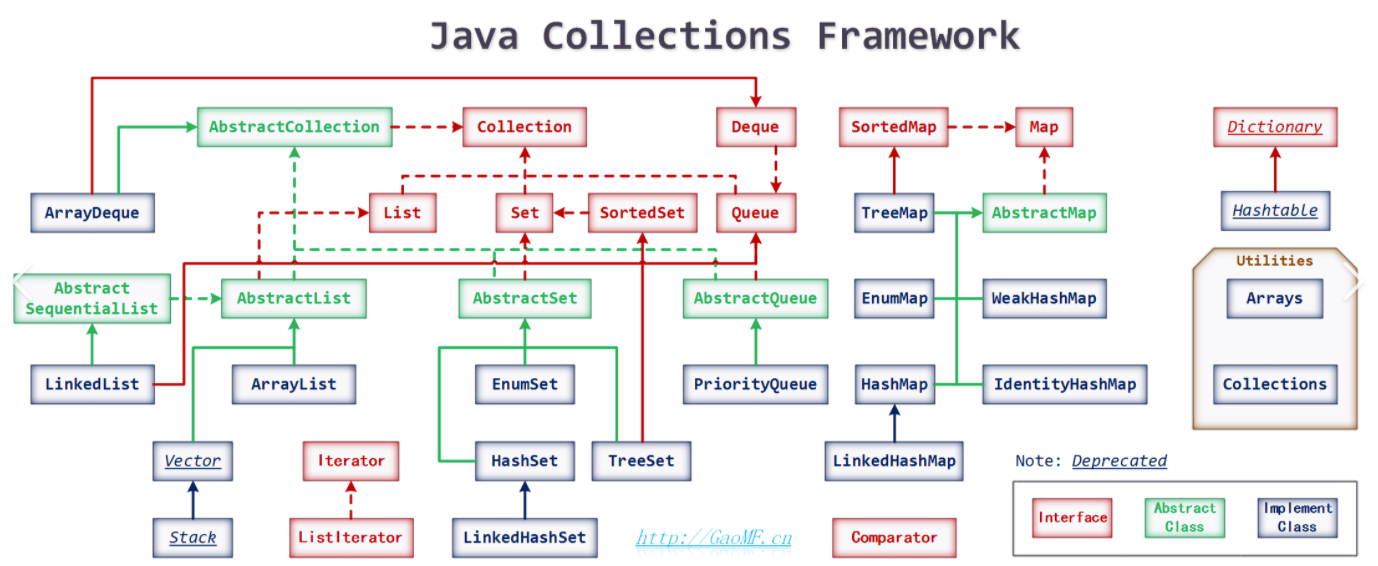 Java Collections Framework
AbstractCollection
Collection
Deque
SortedMap
Map
Dictionary
ArrayDeque
List
Set
SortedSet
Queue
TreeMap
AbstractMap
Hashtable
Abstract
SequentialList
AbstractList
AbstractSet
AbstractQueue
EnumMap
WeakHashMap
Utilities
Arrays
LinkedList
ArrayList
EnumSet
PriorityQueue
HashMap
IdentityHashMap
Collections
Vector
Iterator
HashSet
TreeSet
LinkedHashMap
Note: Deprecated
Stack
ListIterator
LinkedHashSet
http://GaoMF.cn
Comparator
Interface
Abstract
Class
Implement
Class